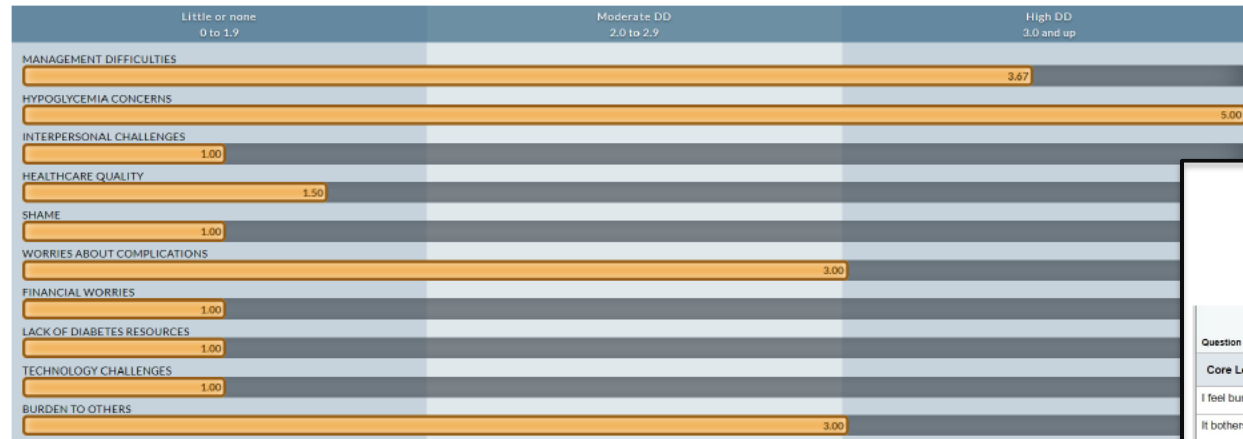 Little or none
0 to 1.9
Moderate DD
2.0 to 2.9
High DD
3.0 and up
MANAGEMENT DIFFICULTIES
3.67
HYPOGLYCEMIA CONCERNS
5.00
INTERPERSONAL CHALLENGES
1.00
HEALTHCARE QUALITY
1.50
SHAME
1.00
WORRIES ABOUT COMPLICATIONS
3.00
FINANCIAL WORRIES
1.00
LACK OF DIABETES RESOURCES
1.00
TECHNOLOGY CHALLENGES
1.00
BURDEN TO OTHERS
3.00
Question
Core
I feel
It